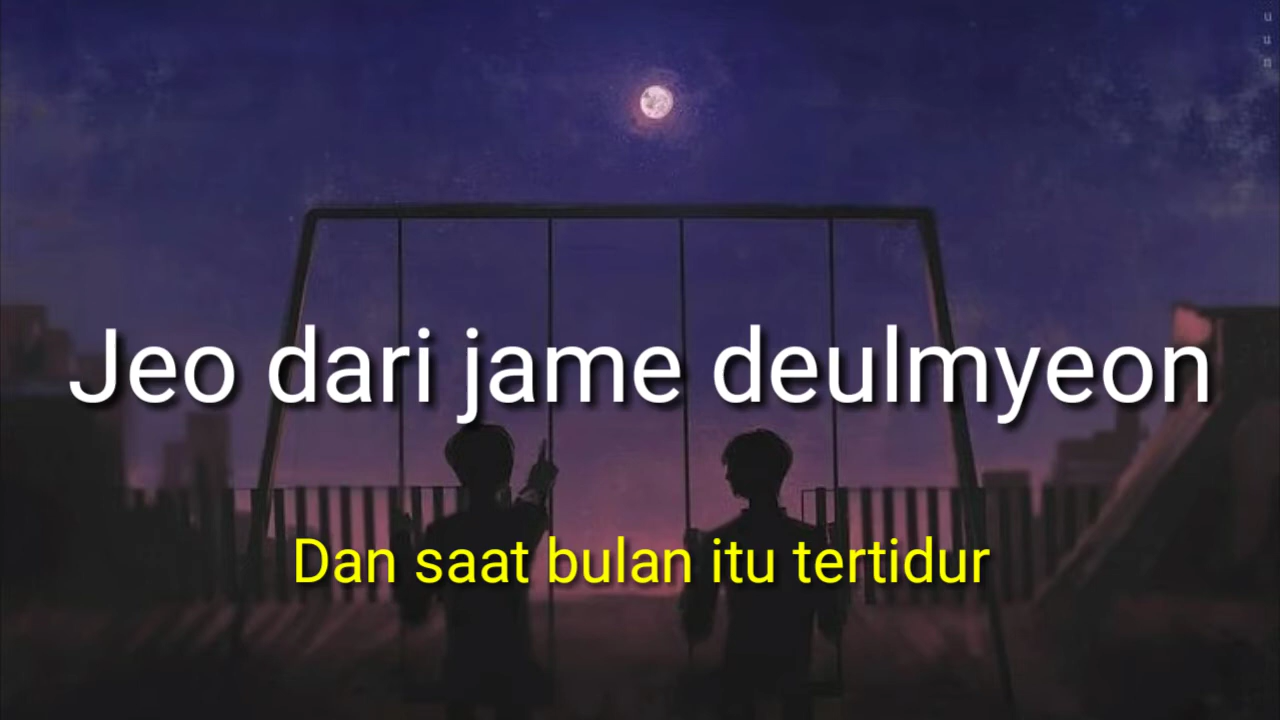 u
u
n
Jeo dari jame deulmyeon
Dan saat bulan itu tertidur